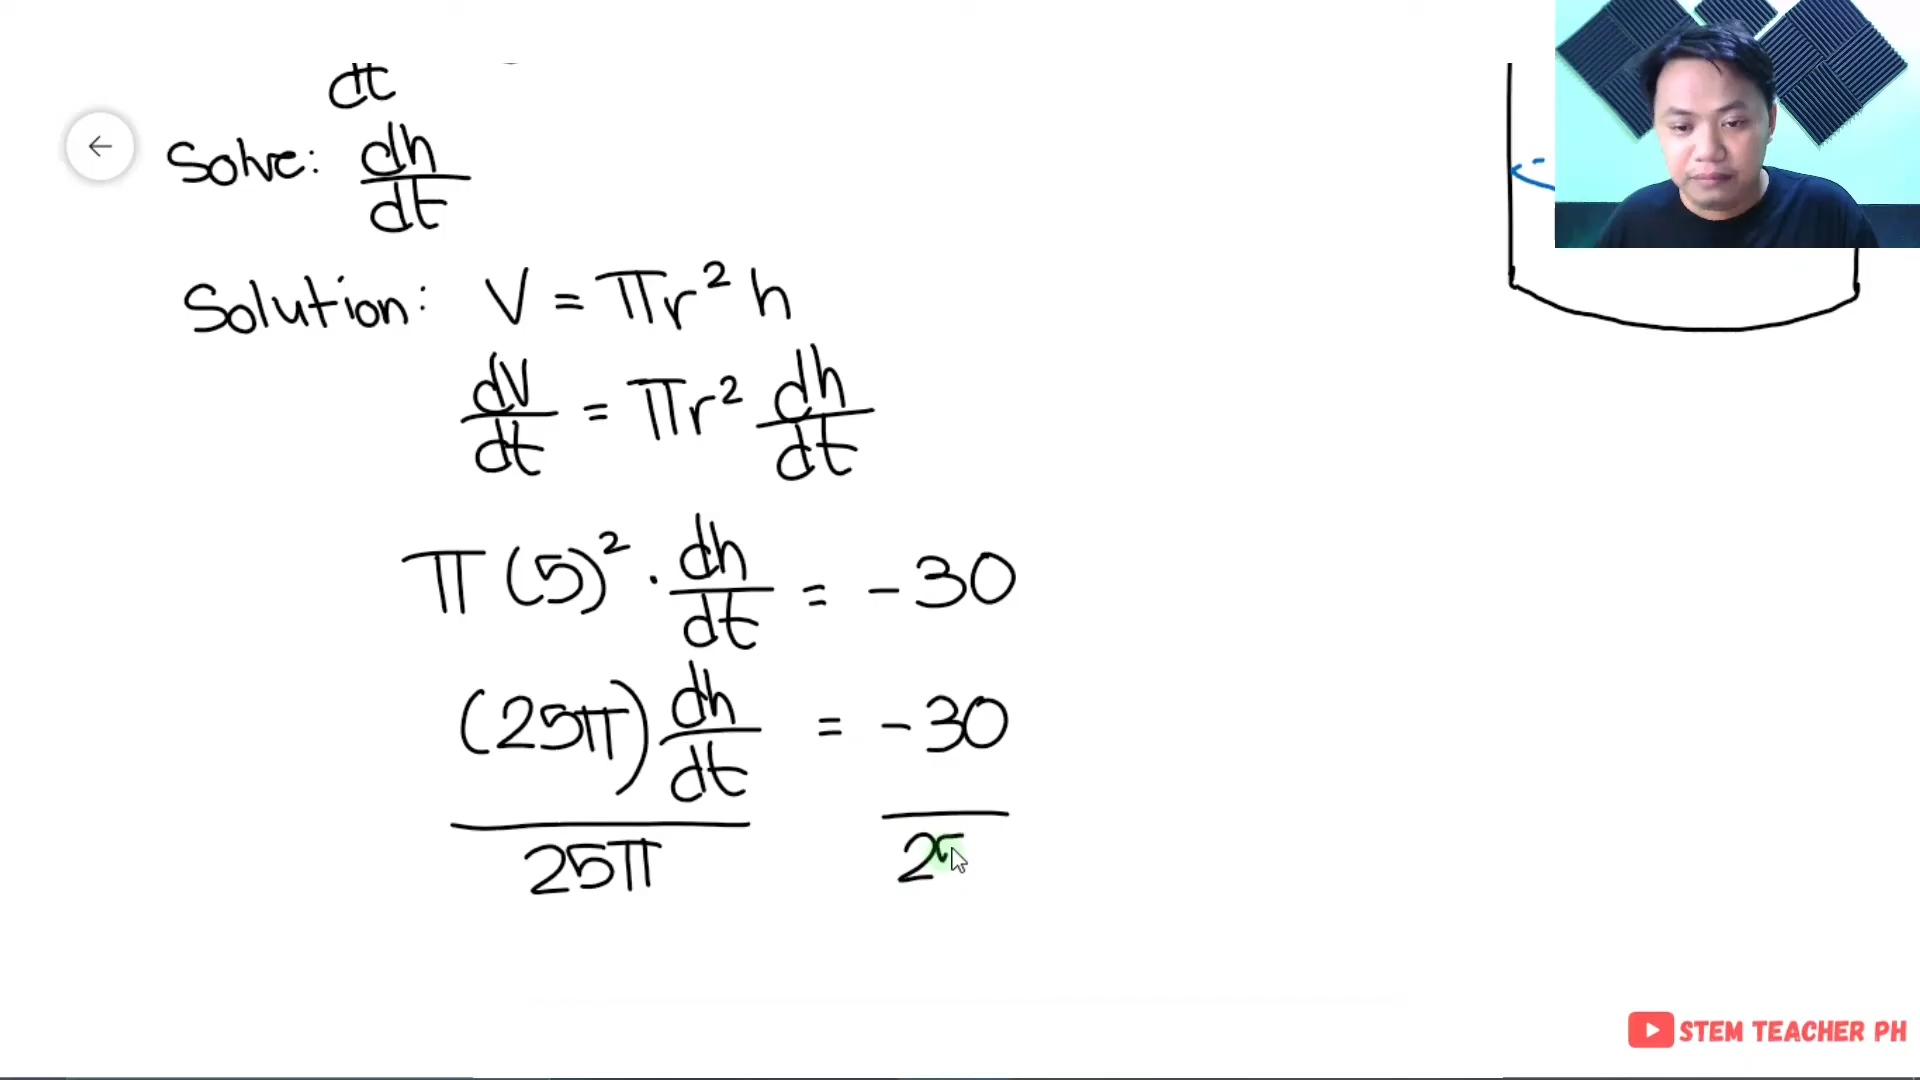 dt
Solve: dh/dt
Solution: V = πr²h
dV/dt = πr² dh/dt
π(5)² · dh/dt = -30
(25π) dh/dt = -30
25π 25
STEM TEACHER PH